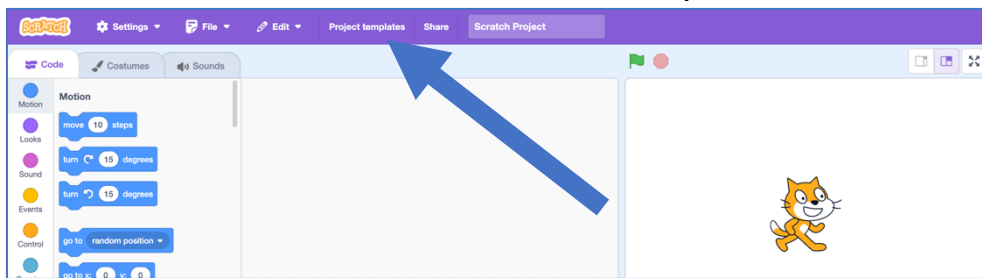 SCRATCH Settings File Edit Project templates Share Scratch Project
Code Costumes Sounds
Motion
Looks
Sound
Events
Control
Motion
move 10 steps
turn 15 degrees
turn 15 degrees
go to random position
go to x: 0 y: 0